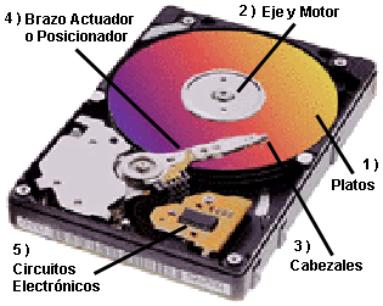 4 ) Brazo Actuador
o Posicionador
2 ) Eje y Motor
1 )
Platos
3 )
Cabezales
5 )
Circuitos
Electrónicos